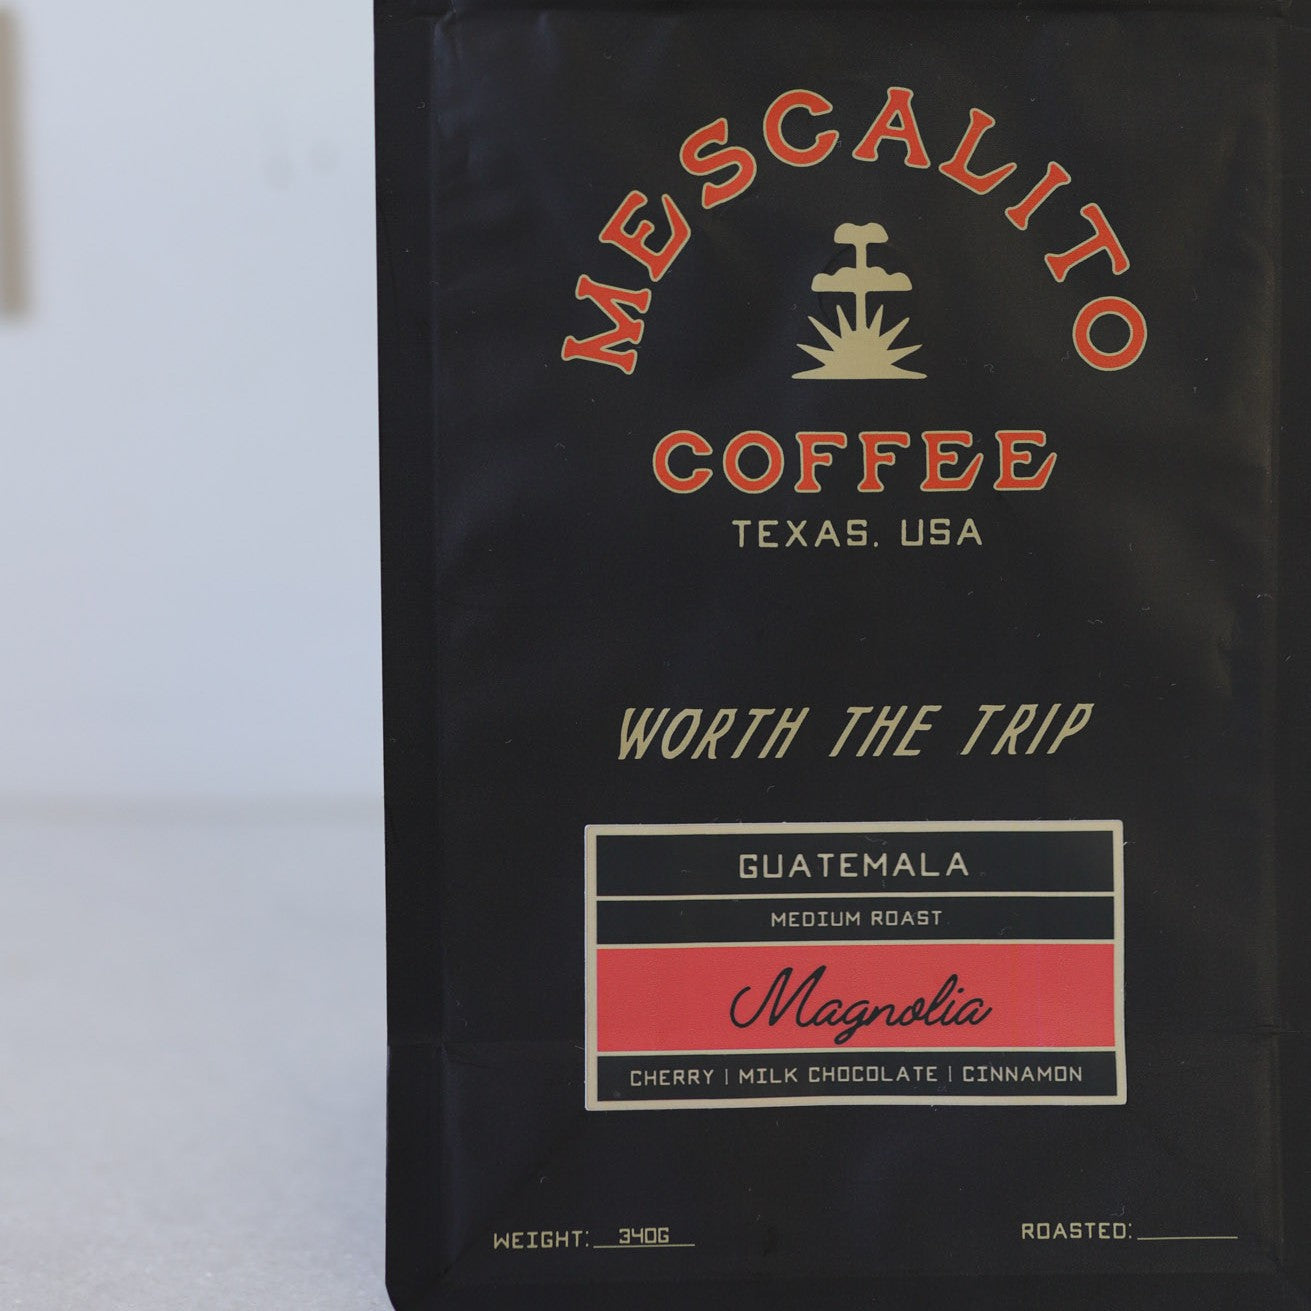 MESCALITO
COFFEE
TEXAS, USA
WORTH THE TRIP
GUATEMALA
MEDIUM ROAST
Magnolia
CHERRY | MILK CHOCOLATE | CINNAMON
WEIGHT: 340G
ROASTED: